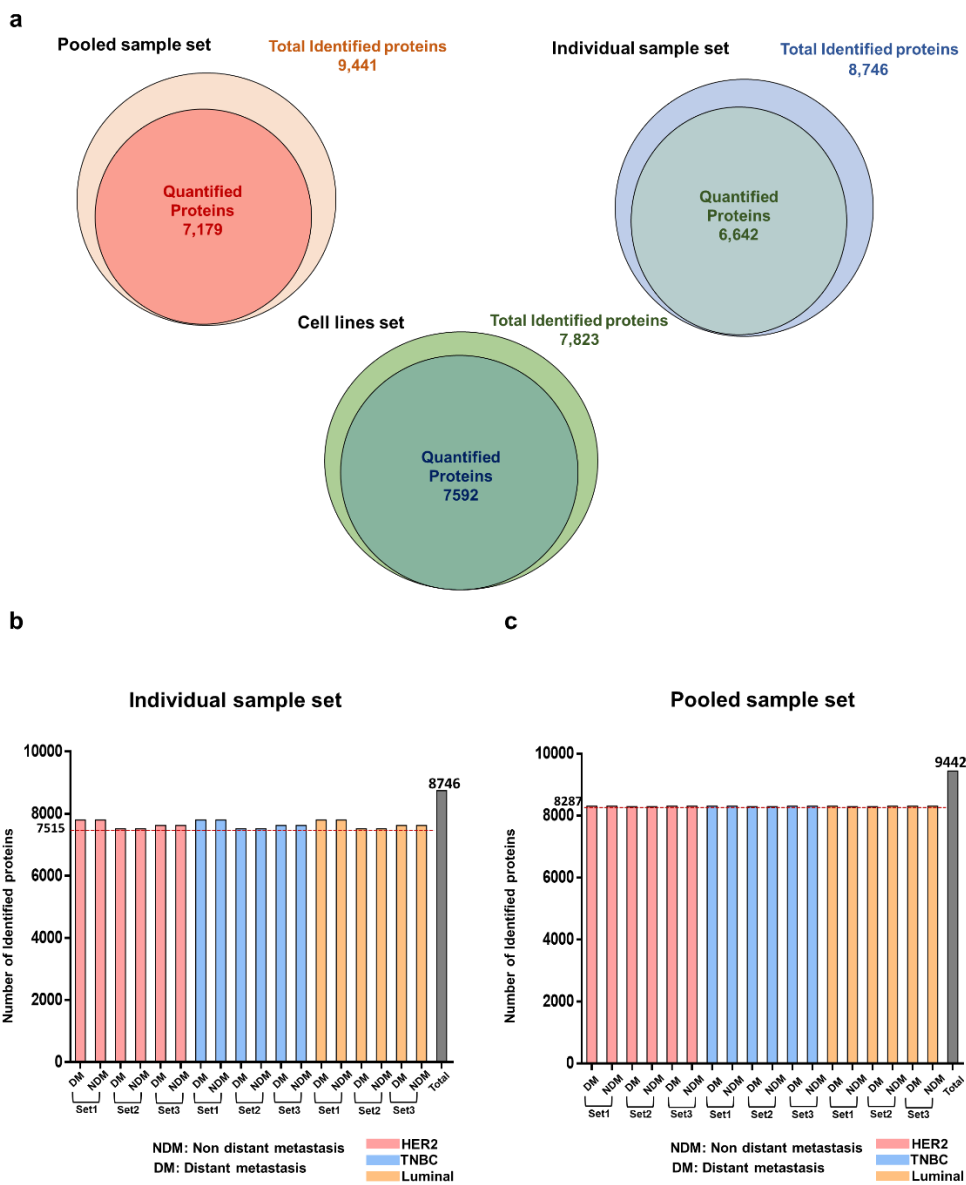 a
Pooled sample set
Total Identified proteins
9,441
Quantified
Proteins
7,179
Individual sample set
Total Identified proteins
8,746
Quantified
Proteins
6,642
Cell lines set
Total Identified proteins
7,823
Quantified
Proteins
7592
b
Individual sample set
Number of Identified proteins
10000
8000
7515
6000
4000
2000
0
8746
DM NDM DM NDM DM NDM DM NDM DM NDM DM NDM DM NDM DM NDM DM NDM Total
Set1 Set2 Set3 Set1 Set2 Set3 Set1 Set2 Set3
NDM: Non distant metastasis
DM: Distant metastasis
HER2
TNBC
Luminal
c
Pooled sample set
Number of Identified proteins
10000
8287
8000
6000
4000
2000
0
9442
DM NDM DM NDM DM NDM DM NDM DM NDM DM NDM DM NDM DM NDM DM NDM Total
Set1 Set2 Set3 Set1 Set2 Set3 Set1 Set2 Set3
NDM: Non distant metastasis
DM: Distant metastasis
HER2
TNBC
Luminal